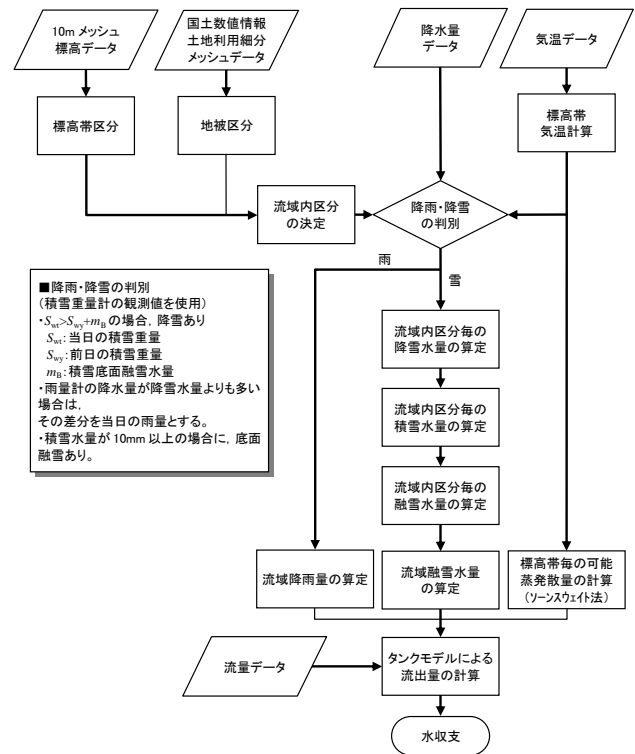 10mメッシュ
標高データ
国土数値情報
土地利用細分
メッシュデータ
降水量
データ
気温データ
標高帯区分
地被区分
標高帯
気温計算
流域内区分
の決定
降雨・降雪
の判別
雨
雪
■降雨・降雪の判別
(積雪重量計の観測値を使用)
・Swt>Swy+mBの場合，降雪あり
Swt:当日の積雪重量
Swy:前日の積雪重量
mB:積雪底面融雪水量
・雨量計の降水量が降雪水量よりも多い
場合は，
その差分を当日の雨量とする。
・積雪水量が10mm以上の場合に，底面
融雪あり。
流域内区分毎の
降雪水量の算定
流域内区分毎の
積雪水量の算定
流域内区分毎の
融雪水量の算定
流域降雨量の算定
流域融雪水量
の算定
標高帯毎の可能
蒸発散量の計算
(ソーンスウェイト法)
流量データ
タンクモデルによる
流出量の計算
水収支